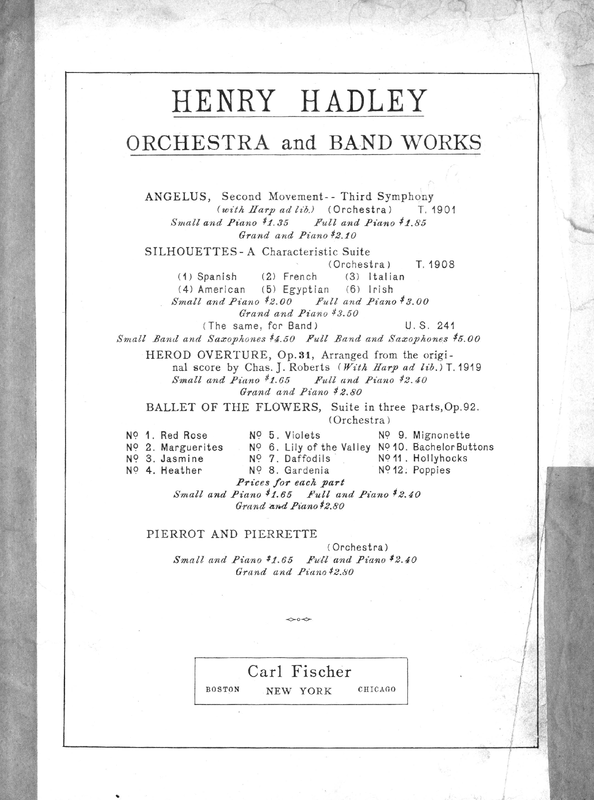 HENRY HADLEY
ORCHESTRA and BAND WORKS
ANGELUS, Second Movement-- Third Symphony
(with Harp ad lib.) (Orchestra) T. 1901
Small and Piano $1.35 Full and Piano $1.85
Grand and Piano $2.10
SILHOUETTES - A Characteristic Suite
(Orchestra) T. 1908
(1) Spanish (2) French (3) Italian
(4) American (5) Egyptian (6) Irish
Small and Piano $2.00 Full and Piano $3.00
Grand and Piano $3.50
(The same, for Band) U. S. 241
Small Band and Saxophones $4.50 Full Band and Saxophones $5.00
HEROD OVERTURE, Op.31, Arranged from the origi-
nal score by Chas. J. Roberts (With Harp ad lib.) T. 1919
Small and Piano $1.65 Full and Piano $2.40
Grand and Piano $2.80
BALLET OF THE FLOWERS, Suite in three parts, Op.92.
(Orchestra)
No 1. Red Rose No 5. Violets No 9. Mignonette
No 2. Marguerites No 6. Lily of the Valley No 10. Bachelor Buttons
No 3. Jasmine No 7. Daffodils No 11. Hollyhocks
No 4. Heather No 8. Gardenia No 12. Poppies
Prices for each part
Small and Piano $1.65 Full and Piano $2.40
Grand and Piano $2.80
PIERROT AND PIERRETTE
(Orchestra)
Small and Piano $1.65 Full and Piano $2.40
Grand and Piano $2.80
Carl Fischer
BOSTON NEW YORK CHICAGO